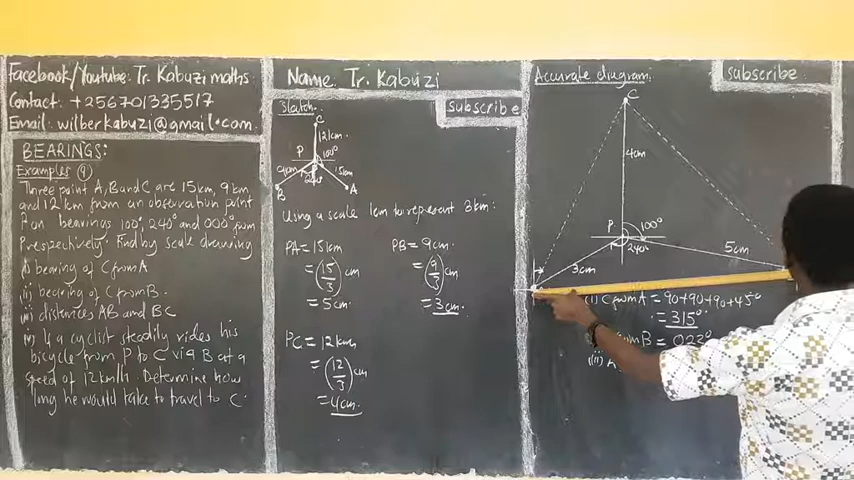 Facebook/Youtube: Tr. Kabuzi maths
Contact: +256701335517
Email: wilberkabuzi@gmail.com
BEARINGS:
Examples 9
Three point A, B and C are 15km, 9km
and 12km from an observation point
P on bearings 100°, 240° and 000° from
P respectively. Find by scale drawing
i) bearing of C from A
ii) bearing of C from B.
iii) distances AB and BC
a cyclist steadily rides his
bicycle from P to C via B at a
speed of 12km/h. Determine how
long he would take to travel to C.
Name: Tr. Kabuzi
Sketch.
subscribe
C
12km
P
100°
9km
15km
B
A
Using a scale 1cm to represent 3km:
PA = 15km
= (15/3) cm
= 5cm
PB = 9cm.
= (9/3) cm
= 3cm.
PC = 12km
= (12/3) cm
= 4cm.
Accurate diagram.
subscribe
C
4cm
P
100°
240°
5cm
3cm
(i) C from A = 90+90+90+45°
= 315°
from B = 022°
(iii) A